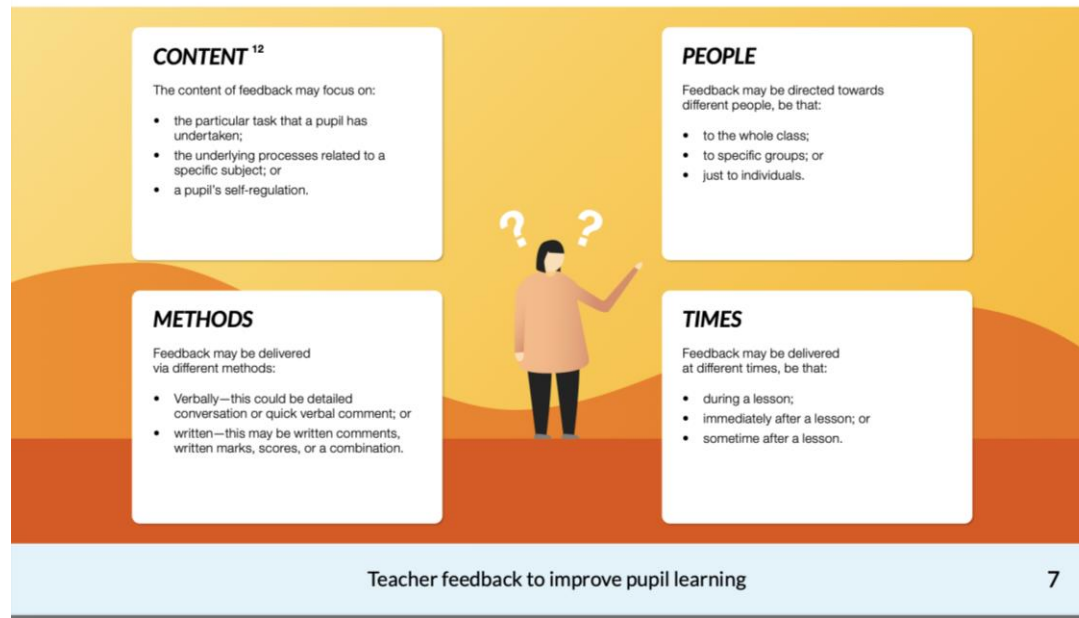 CONTENT 12
The content of feedback may focus on:
• the particular task that a pupil has
undertaken;
• the underlying processes related to a
specific subject; or
• a pupil's self-regulation.
PEOPLE
Feedback may be directed towards
different people, be that:
• to the whole class;
• to specific groups; or
• just to individuals.
? ?
METHODS
Feedback may be delivered
via different methods:
• Verbally—this could be detailed
conversation or quick verbal comment; or
• written—this may be written comments,
written marks, scores, or a combination.
TIMES
Feedback may be delivered
at different times, be that:
• during a lesson;
• immediately after a lesson; or
• sometime after a lesson.
Teacher feedback to improve pupil learning 7